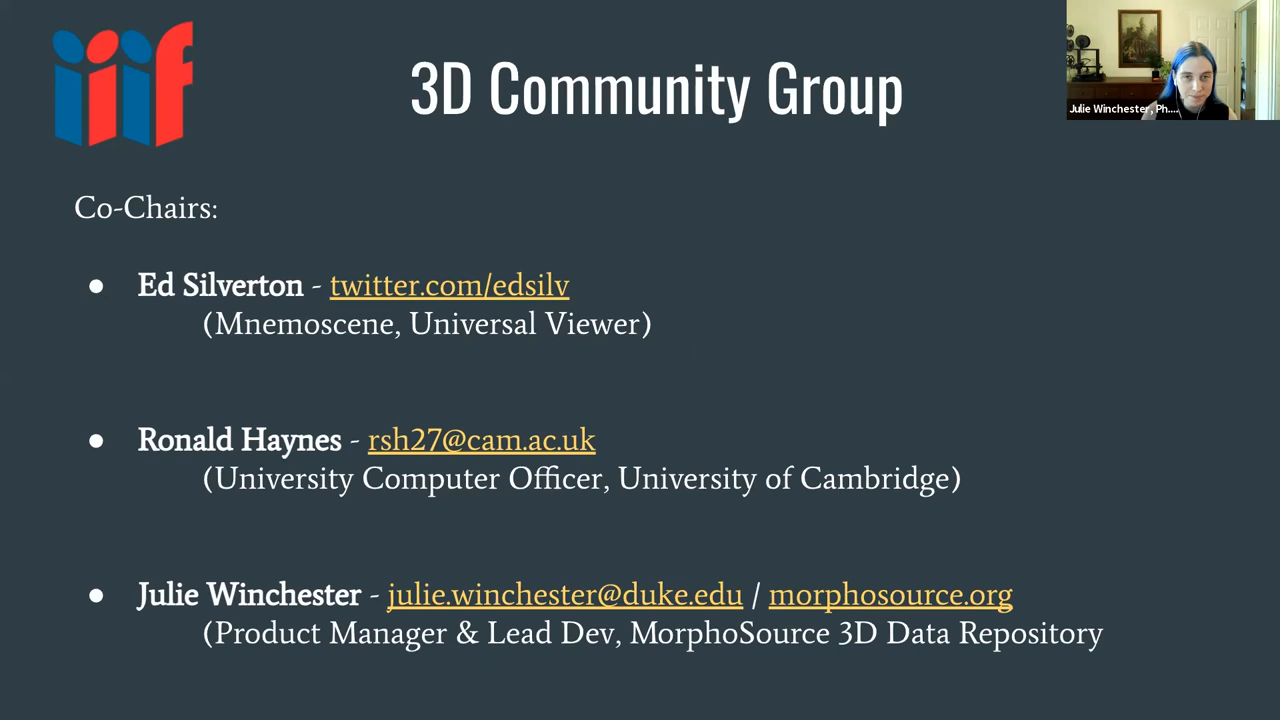 iiif
3D Community Group
Julie Winchester, Ph....
Co-Chairs:
● Ed Silverton - twitter.com/edsilv
(Mnemoscene, Universal Viewer)
● Ronald Haynes - rsh27@cam.ac.uk
(University Computer Officer, University of Cambridge)
● Julie Winchester - julie.winchester@duke.edu / morphosource.org
(Product Manager & Lead Dev, MorphoSource 3D Data Repository